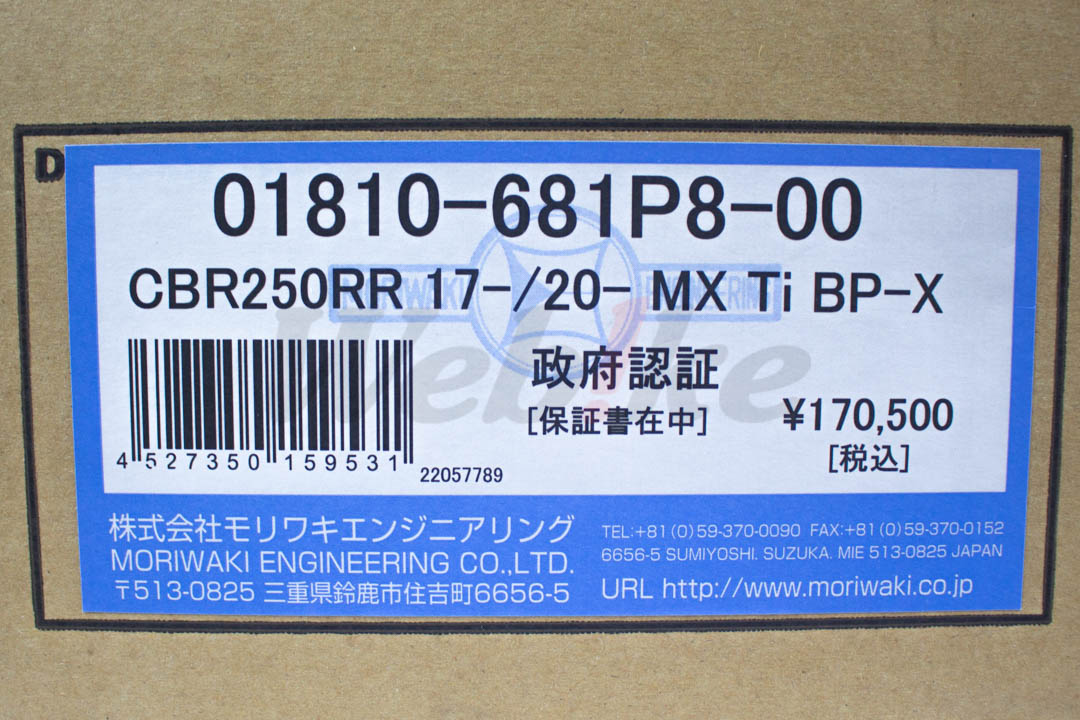 D
01810-681P8-00
MORIWAKI ENGINEERING
CBR250RR 17-/20- MX Ti BP-X
Webike
政府認証
[保証書在中]
¥170,500
[税込]
4 527350 159531
22057789
株式会社モリワキエンジニアリング
MORIWAKI ENGINEERING CO.,LTD.
〒513-0825 三重県鈴鹿市住吉町6656-5
TEL:+81(0)59-370-0090 FAX:+81(0)59-370-0152
6656-5 SUMIYOSHI. SUZUKA. MIE 513-0825 JAPAN
URL http://www.moriwaki.co.jp